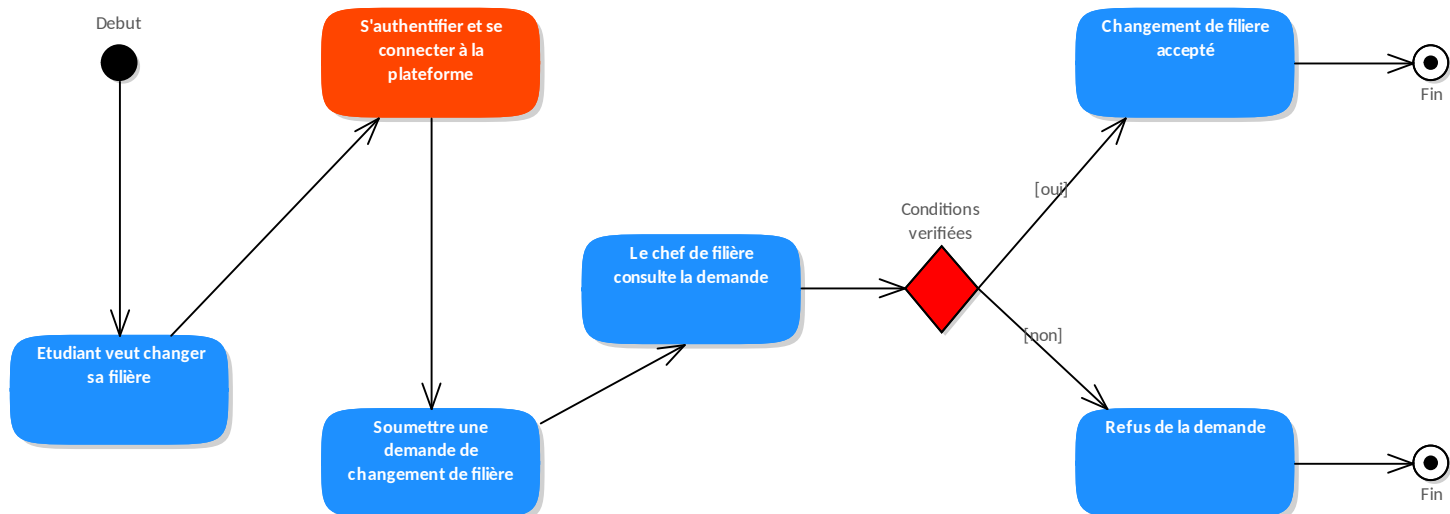 Debut
Etudiant veut changer
sa filière
S'authentifier et se
connecter à la
plateforme
Soumettre une
demande de
changement de filière
Le chef de filière
consulte la demande
Conditions
verifiées
[oui]
Changement de filiere
accepté
Fin
[non]
Refus de la demande
Fin